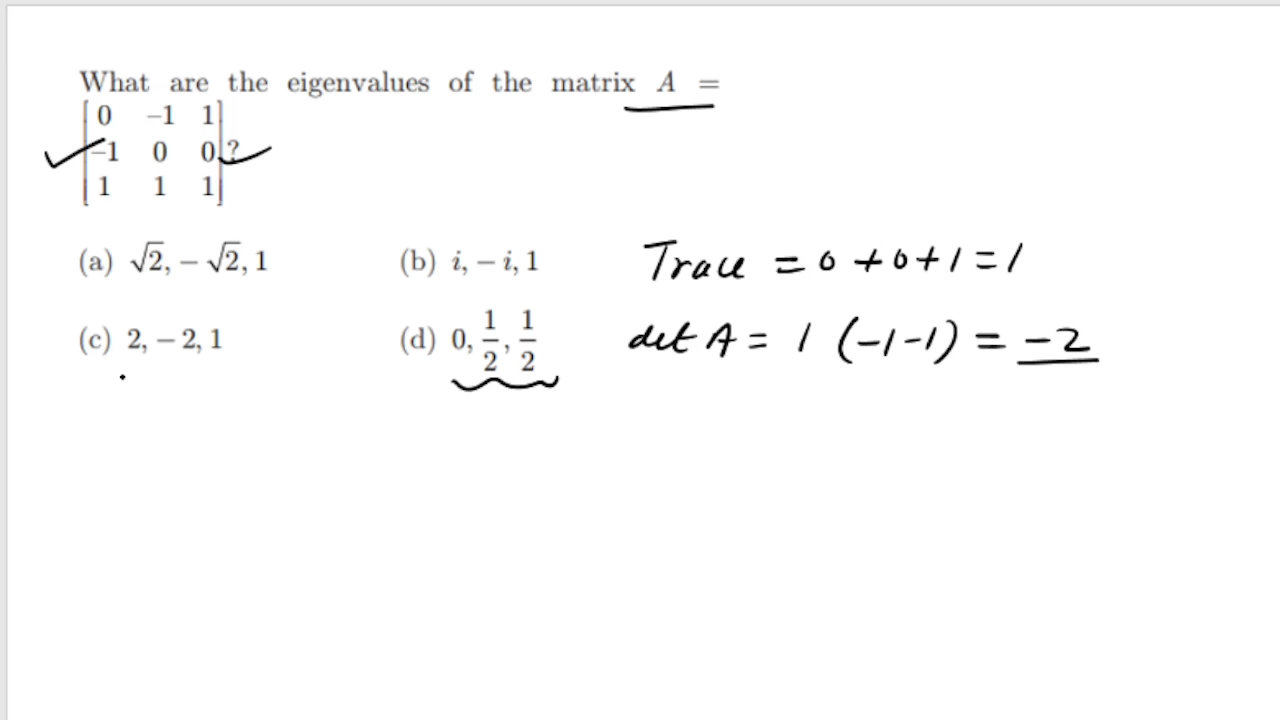 What are the eigenvalues of the matrix A =
[0 –1 1]
[–1 0 0]?
[1 1 1]
(a) √2, – √2, 1 (b) i, – i, 1
Trace = 0 + 0 + 1 = 1
(c) 2, – 2, 1 (d) 0, 1/2, 1/2
det A = 1 (-1-1) = -2